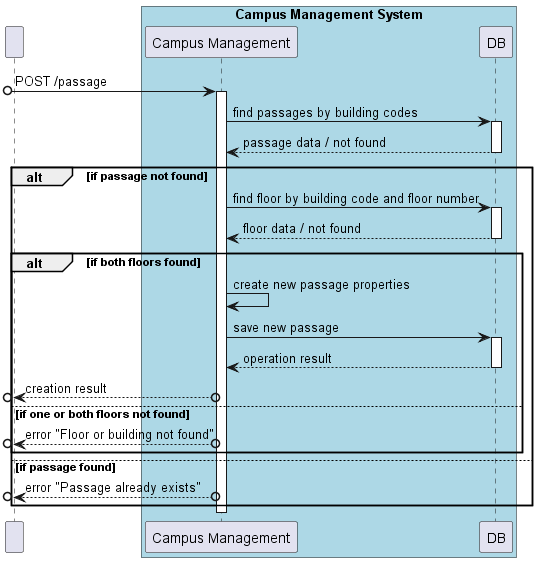 Campus Management System
Campus Management
DB
POST /passage
find passages by building codes
passage data / not found
alt
[if passage not found]
find floor by building code and floor number
floor data / not found
alt
[if both floors found]
create new passage properties
save new passage
operation result
creation result
[if one or both floors not found]
error "Floor or building not found"
[if passage found]
error "Passage already exists"
Campus Management
DB